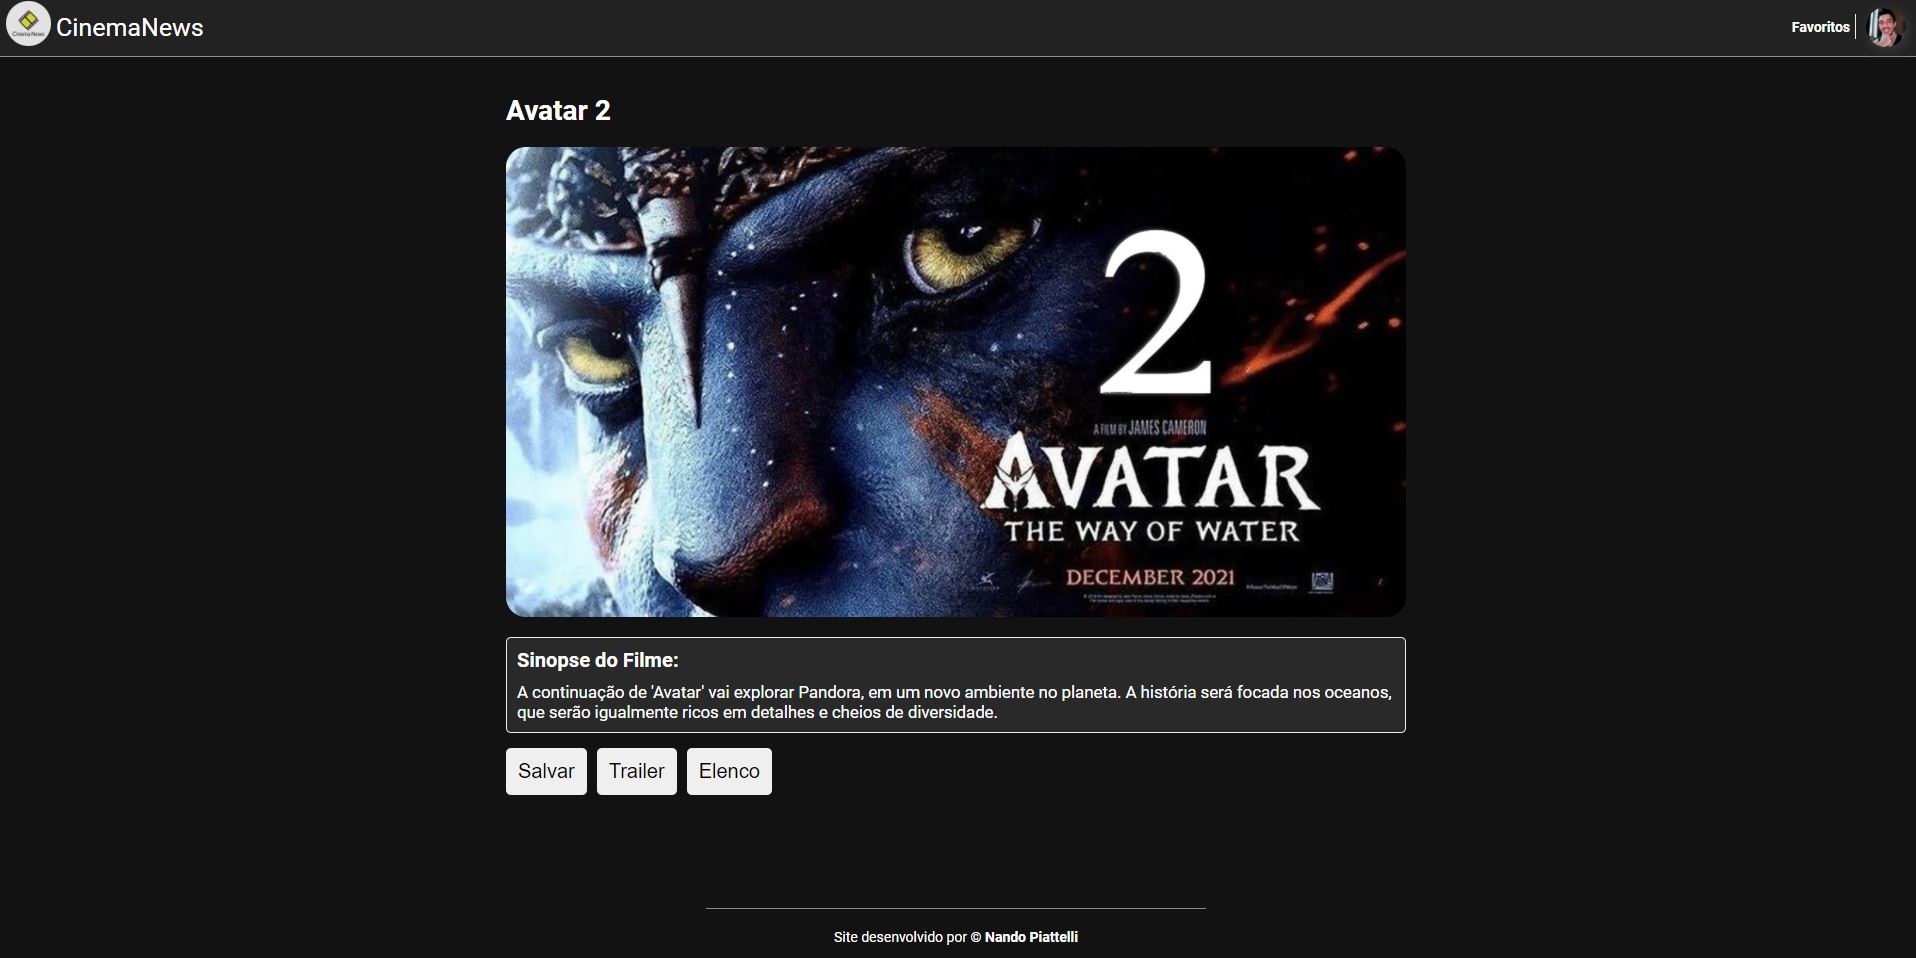 Cinema News
CinemaNews
Favoritos
Avatar 2
2
A FILM BY JAMES CAMERON
AVATAR
THE WAY OF WATER
DECEMBER 2021
Sinopse do Filme:
A continuação de 'Avatar' vai explorar Pandora, em um novo ambiente no planeta. A história será focada nos oceanos,
que serão igualmente ricos em detalhes e cheios de diversidade.
Salvar
Trailer
Elenco
Site desenvolvido por © Nando Piattelli